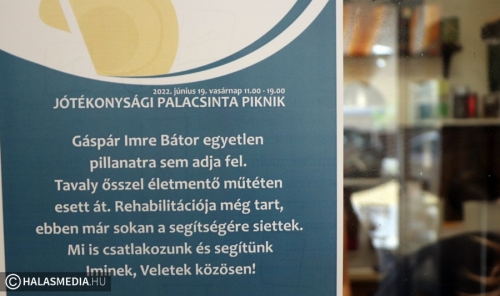 2022. június 19. vasárnap 11.00 - 19.00
JÓTÉKONYSÁGI PALACSINTA PIKNIK
Gáspár Imre Bátor egyetlen
pillanatra sem adja fel.
Tavaly ősszel életmentő műtéten
esett át. Rehabilitációja még tart,
ebben már sokan a segítségére siettek.
Mi is csatlakozunk és segítünk
Iminek, Veletek közösen!
© HALASMEDIA.HU